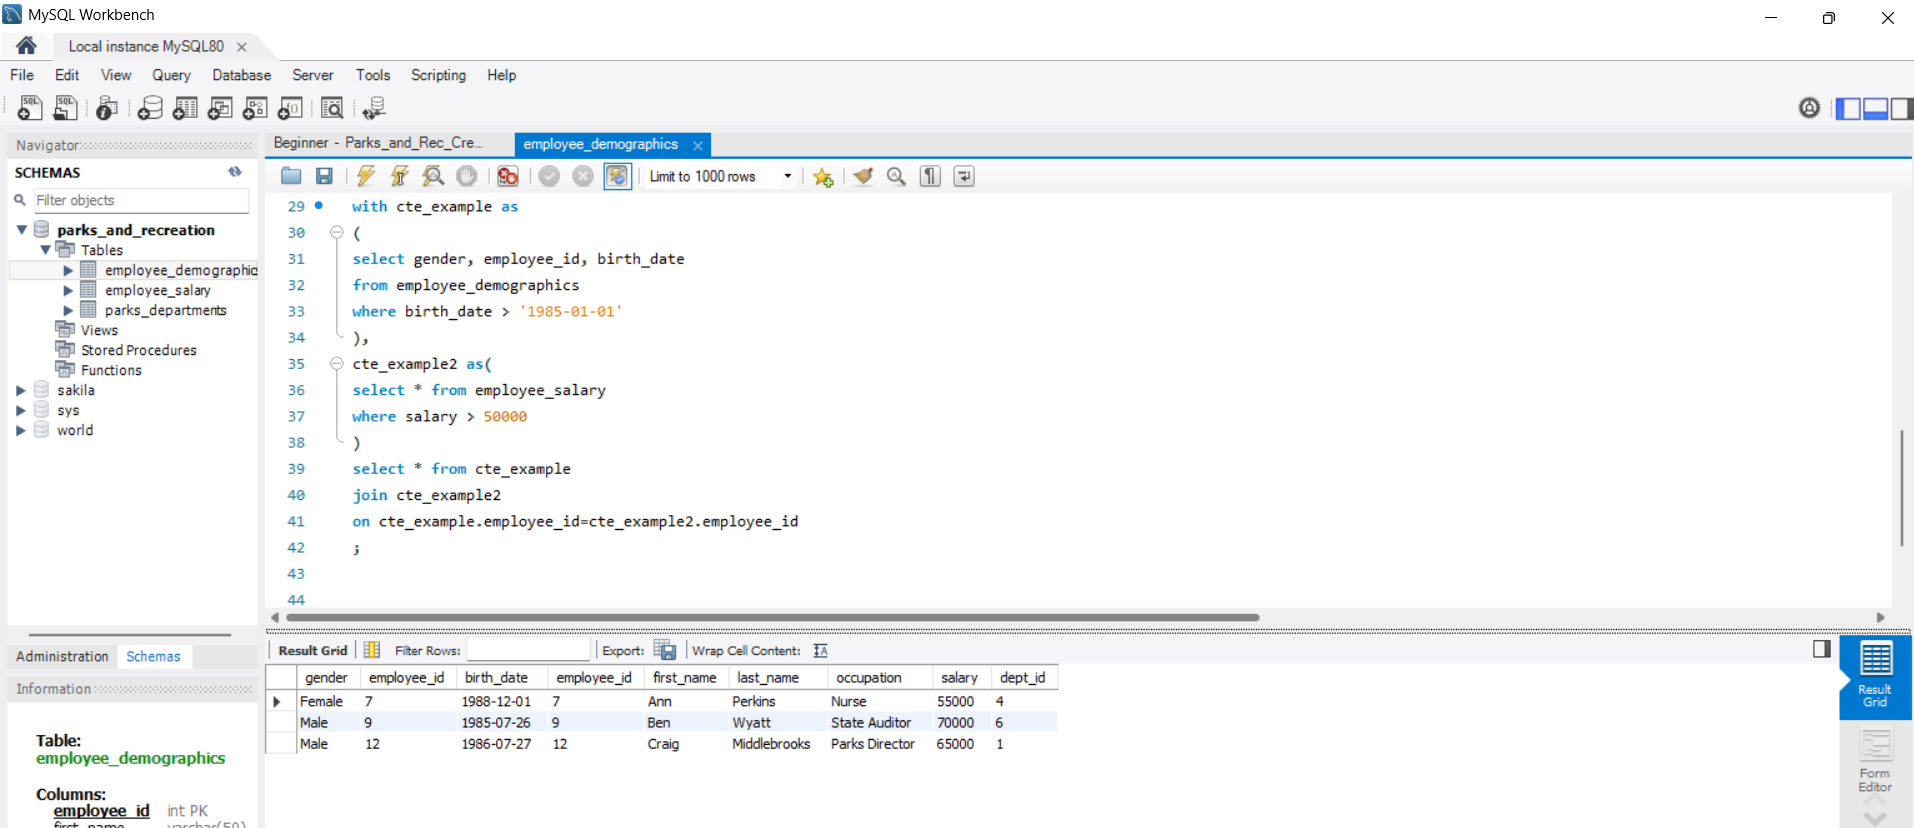 MySQL Workbench
Local instance MySQL80
File Edit View Query Database Server Tools Scripting Help
Navigator
SCHEMAS
Filter objects
parks_and_recreation
Tables
employee_demographic
employee_salary
parks_departments
Views
Stored Procedures
Functions
sakila
sys
world
Administration Schemas
Information
Table:
employee_demographics
Columns:
employee_id int PK
first_name varchar(50)
Beginner - Parks_and_Rec_Cre... employee_demographics
Limit to 1000 rows
29 with cte_example as
30 (
31 select gender, employee_id, birth_date
32 from employee_demographics
33 where birth_date > '1985-01-01'
34 ),
35 cte_example2 as(
36 select * from employee_salary
37 where salary > 50000
38 )
39 select * from cte_example
40 join cte_example2
41 on cte_example.employee_id=cte_example2.employee_id
42 ;
43
44
Result Grid Filter Rows: Export: Wrap Cell Content:
gender employee_id birth_date employee_id first_name last_name occupation salary dept_id
Female 7 1988-12-01 7 Ann Perkins Nurse 55000 4
Male 9 1985-07-26 9 Ben Wyatt State Auditor 70000 6
Male 12 1986-07-27 12 Craig Middlebrooks Parks Director 65000 1
Result
Grid
Form
Editor